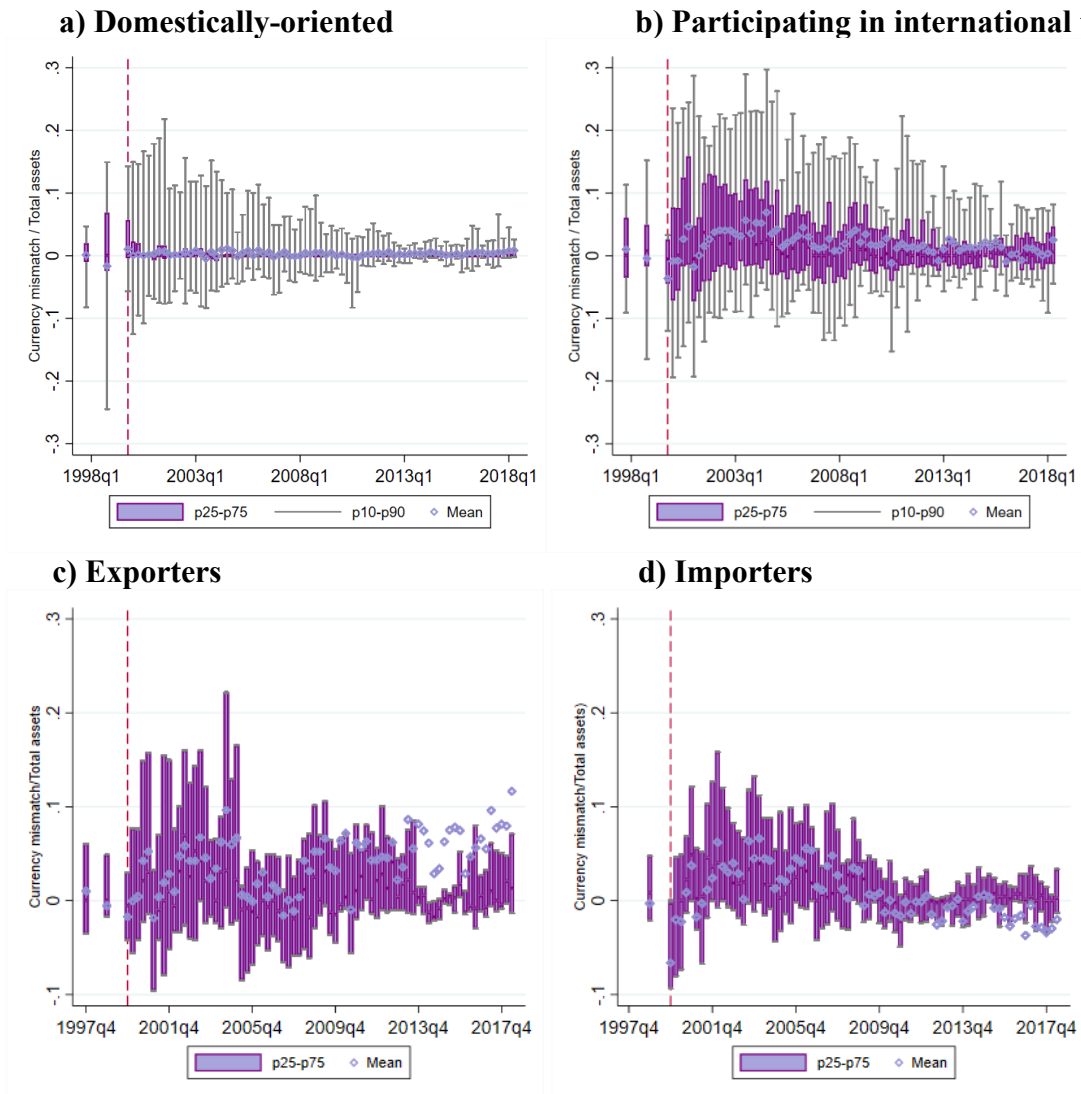 a) Domestically-oriented
Currency mismatch / Total assets
.3
.2
.1
0
-.1
-.2
-.3
1998q1 2003q1 2008q1 2013q1 2018q1
p25-p75 p10-p90 Mean
b) Participating in international
Currency mismatch / Total assets
.3
.2
.1
0
-.1
-.2
-.3
1998q1 2003q1 2008q1 2013q1 2018q1
p25-p75 p10-p90 Mean
c) Exporters
Currency mismatch/Total assets
.3
.2
.1
0
-.1
1997q4 2001q4 2005q4 2009q4 2013q4 2017q4
p25-p75 Mean
d) Importers
Currency mismatch/Total assets)
.3
.2
.1
0
-.1
1997q4 2001q4 2005q4 2009q4 2013q4 2017q4
p25-p75 Mean